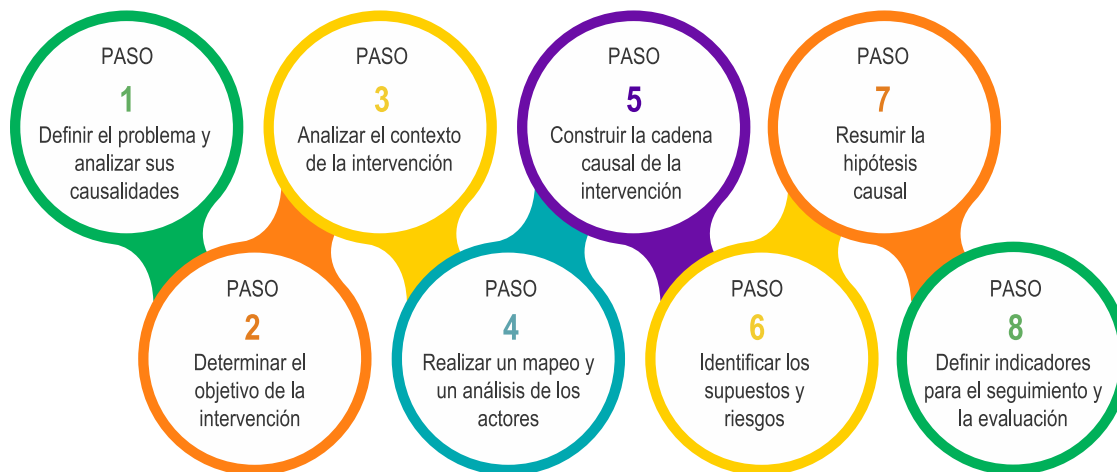 PASO
1
Definir el problema y
analizar sus
causalidades
PASO
2
Determinar el
objetivo de la
intervención
PASO
3
Analizar el contexto
de la intervención
PASO
4
Realizar un mapeo y
un análisis de los
actores
PASO
5
Construir la cadena
causal de la
intervención
PASO
6
Identificar los
supuestos y
riesgos
PASO
7
Resumir la
hipótesis
causal
PASO
8
Definir indicadores
para el seguimiento y
la evaluación